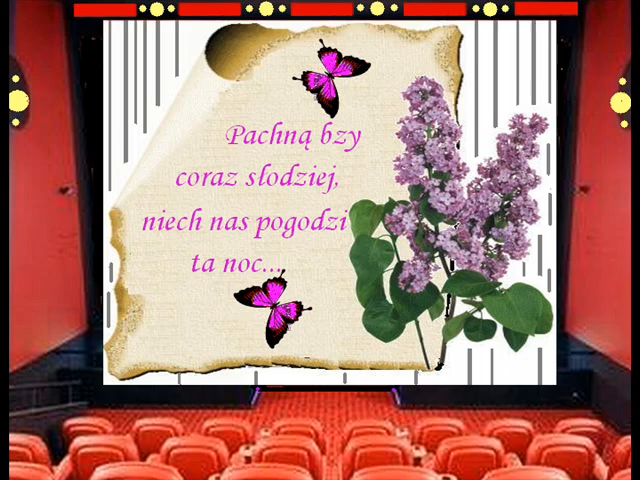 Pachną bzy
coraz słodziej,
niech nas pogodzi
ta noc...